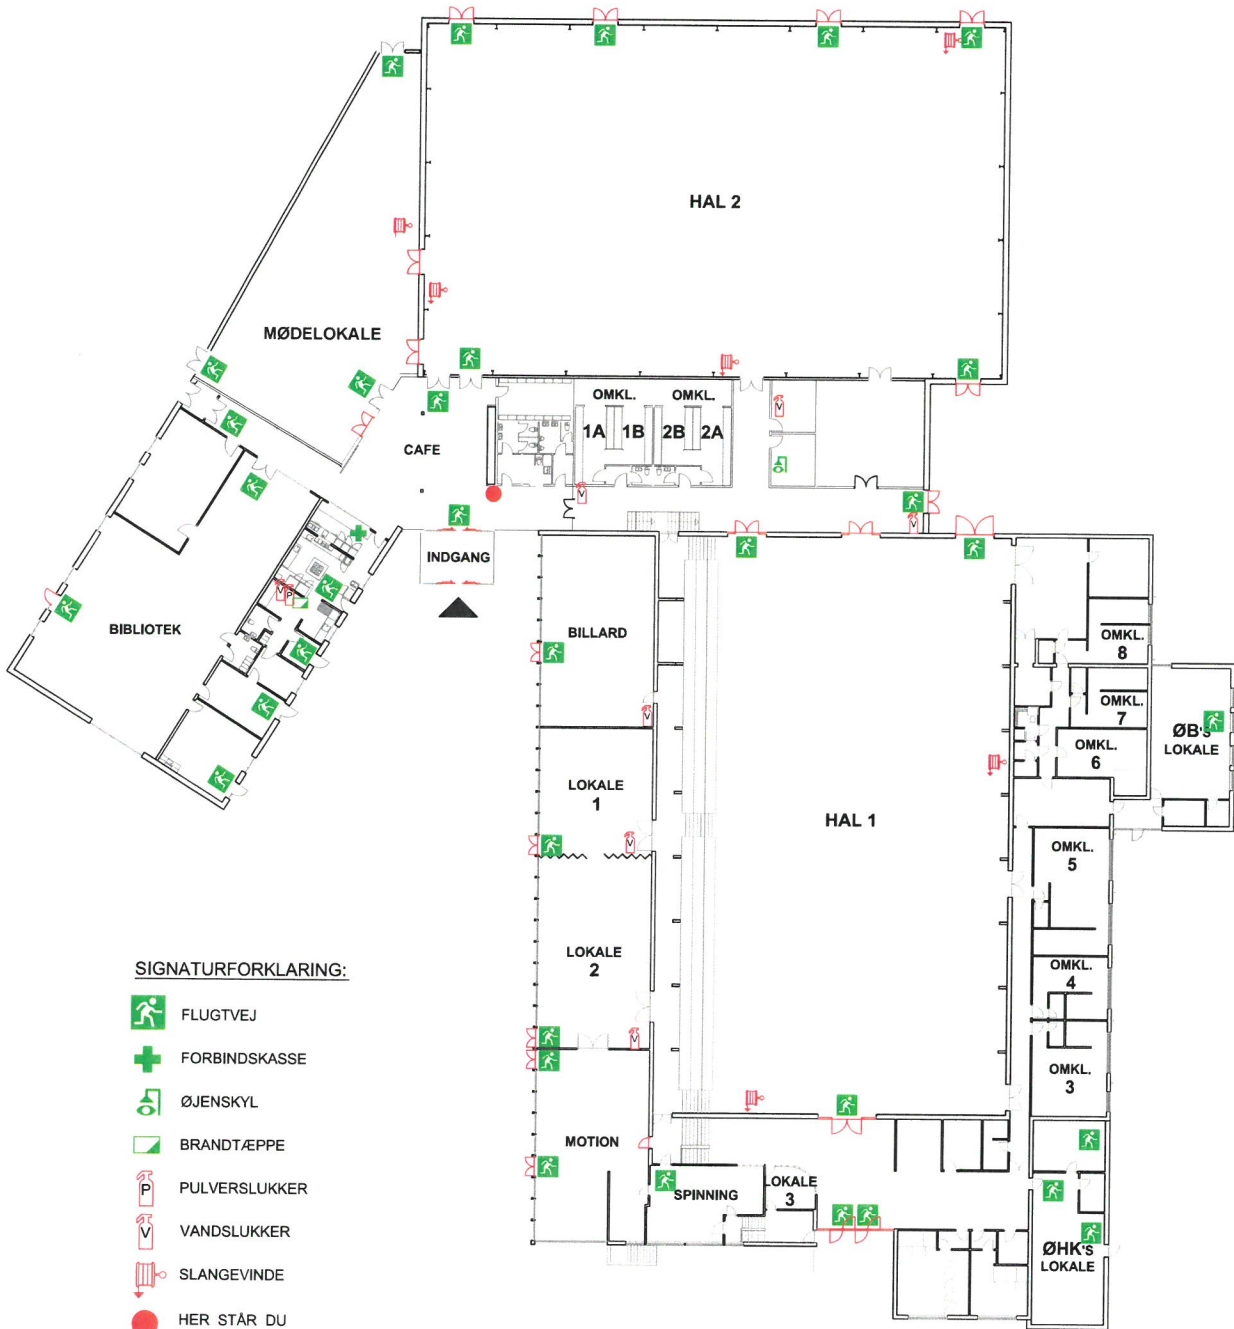 HAL 2
MØDELOKALE
OMKL.
1A 1B
OMKL.
2B 2A
CAFE
V
V
V
INDGANG
V
P
BIBLIOTEK
BILLARD
V
OMKL.
8
OMKL.
7
OMKL.
6
ØB's
LOKALE
LOKALE
1
V
HAL 1
OMKL.
5
LOKALE
2
V
OMKL.
4
OMKL.
3
MOTION
SPINNING
LOKALE
3
ØHK's
LOKALE
SIGNATURFORKLARING:
FLUGTVEJ
FORBINDSKASSE
ØJENSKYL
BRANDTÆPPE
P PULVERSLUKKER
V VANDSLUKKER
SLANGEVINDE
HER STÅR DU